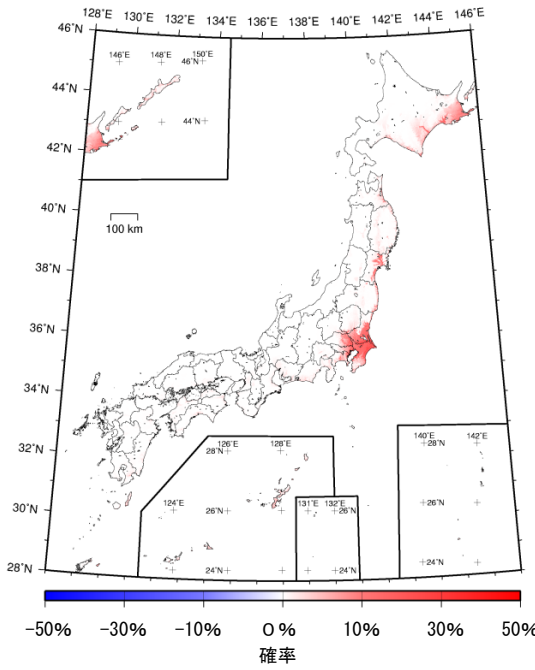 128°E 130°E 132°E 134°E 136°E 138°E 140°E 142°E 144°E 146°E
46°N
146°E 148°E 150°E
46°N
44°N
44°N
42°N
40°N
100 km
38°N
36°N
34°N
32°N
126°E 128°E
28°N
140°E 142°E
28°N
30°N
124°E
26°N
131°E 132°E
26°N
26°N
28°N
24°N
24°N
24°N
−50% −30% −10% 0% 10% 30% 50%
確率